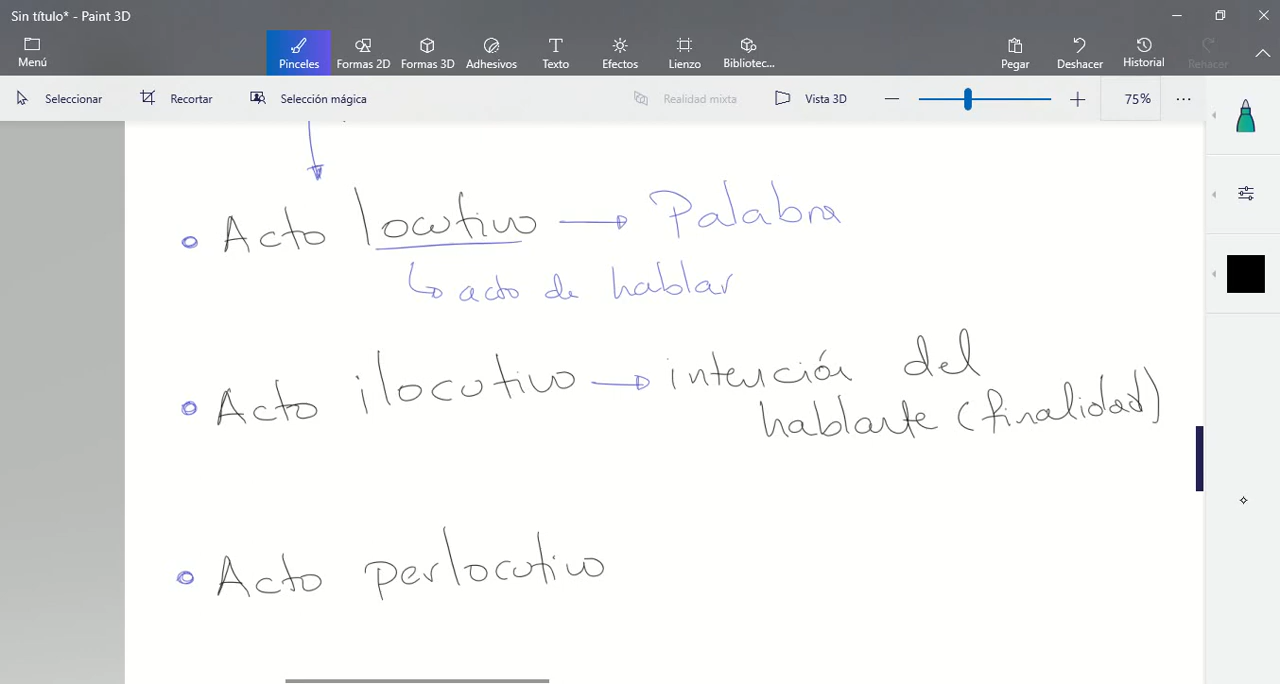 Sin título* - Paint 3D
Menú
Pinceles
Formas 2D
Formas 3D
Adhesivos
Texto
Efectos
Lienzo
Bibliotec...
Pegar
Deshacer
Historial
Rehacer
Seleccionar
Recortar
Selección mágica
Realidad mixta
Vista 3D
75%
• Acto locutivo → Palabra
↳ acto de hablar
• Acto ilocutivo → intención del
hablante (finalidad)
• Acto perlocutivo